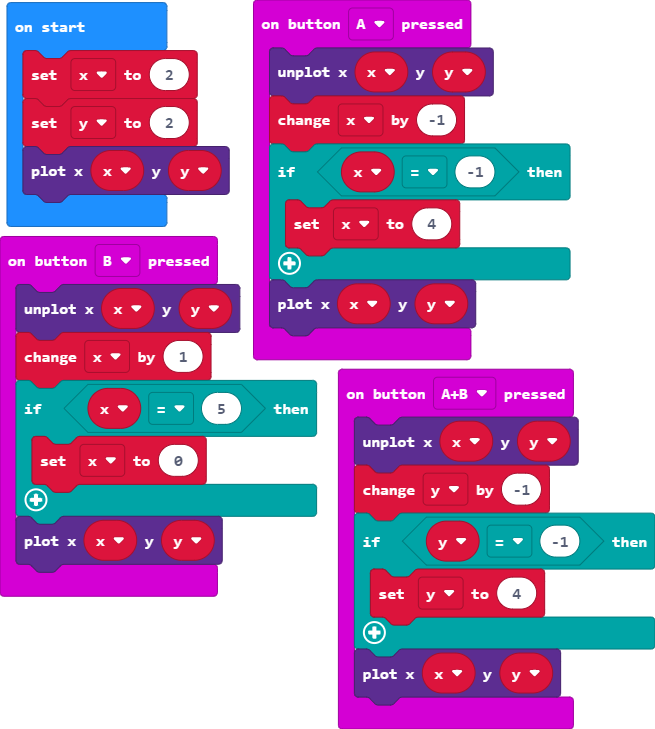 on start
set x to 2
set y to 2
plot x x y y
on button A pressed
unplot x x y y
change x by -1
if x = -1 then
set x to 4
plot x x y y
on button B pressed
unplot x x y y
change x by 1
if x = 5 then
set x to 0
plot x x y y
on button A+B pressed
unplot x x y y
change y by -1
if y = -1 then
set y to 4
plot x x y y